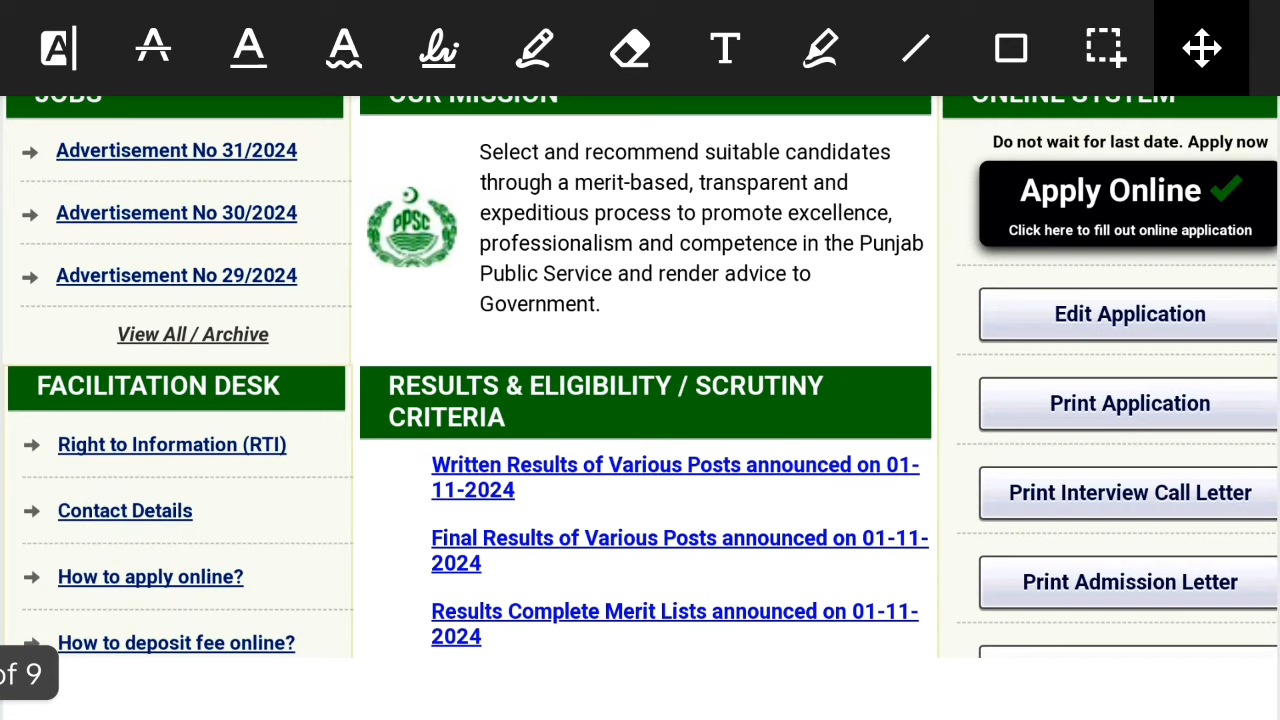 JOBS
Advertisement No 31/2024
Advertisement No 30/2024
Advertisement No 29/2024
View All / Archive
FACILITATION DESK
Right to Information (RTI)
Contact Details
How to apply online?
How to deposit fee online?
of 9
OUR MISSION
PPSC
Select and recommend suitable candidates
through a merit-based, transparent and
expeditious process to promote excellence,
professionalism and competence in the Punjab
Public Service and render advice to
Government.
RESULTS & ELIGIBILITY / SCRUTINY
CRITERIA
Written Results of Various Posts announced on 01-
11-2024
Final Results of Various Posts announced on 01-11-
2024
Results Complete Merit Lists announced on 01-11-
2024
ONLINE SYSTEM
Do not wait for last date. Apply now
Apply Online
Click here to fill out online application
Edit Application
Print Application
Print Interview Call Letter
Print Admission Letter